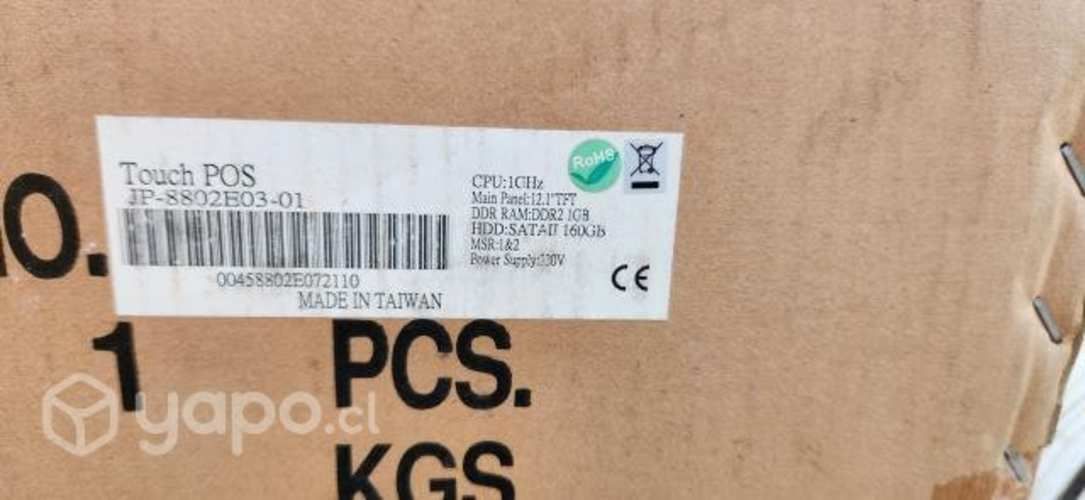 Touch POS
JP-8802E03-01
00458802E072110
MADE IN TAIWAN
RoHS
CPU:1GHz
Main Panel:12.1"TFT
DDR RAM:DDR2 1GB
HDD:SATAII 160GB
MSR:1&2
Power Supply:220V
CE
NO.
1 PCS.
KGS
yapo.cl